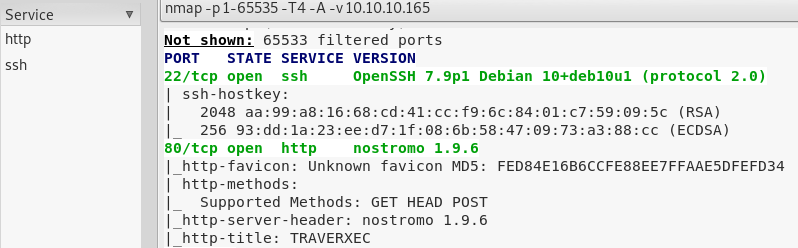 Service
http
ssh
nmap -p 1-65535 -T4 -A -v 10.10.10.165
Not shown: 65533 filtered ports
PORT   STATE SERVICE VERSION
22/tcp open  ssh     OpenSSH 7.9p1 Debian 10+deb10u1 (protocol 2.0)
| ssh-hostkey:
|   2048 aa:99:a8:16:68:cd:41:cc:f9:6c:84:01:c7:59:09:5c (RSA)
|_  256 93:dd:1a:23:ee:d7:1f:08:6b:58:47:09:73:a3:88:cc (ECDSA)
80/tcp open  http    nostromo 1.9.6
|_http-favicon: Unknown favicon MD5: FED84E16B6CCFE88EE7FFAAE5DFEFD34
| http-methods:
|_  Supported Methods: GET HEAD POST
|_http-server-header: nostromo 1.9.6
|_http-title: TRAVERXEC